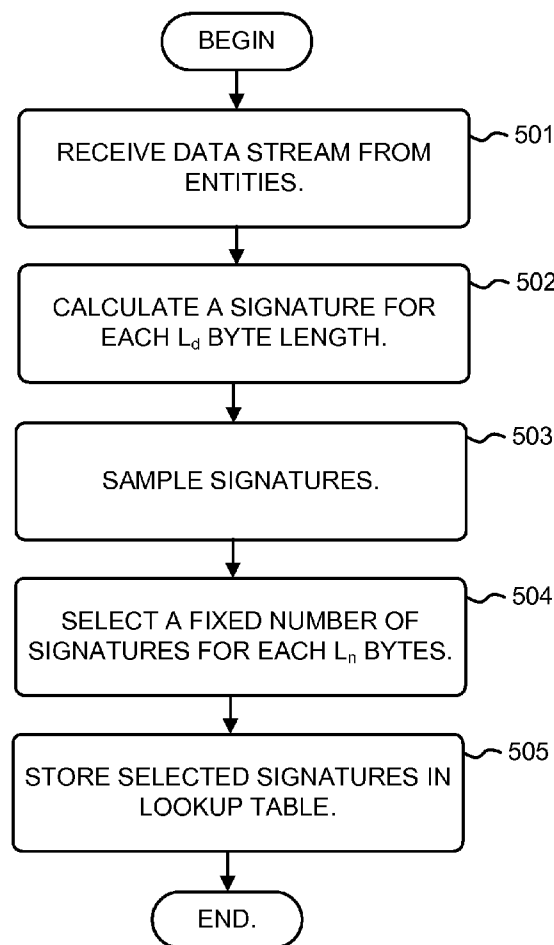 BEGIN
RECEIVE DATA STREAM FROM
ENTITIES.
501
CALCULATE A SIGNATURE FOR
EACH Ld BYTE LENGTH.
502
SAMPLE SIGNATURES.
503
SELECT A FIXED NUMBER OF
SIGNATURES FOR EACH Ln BYTES.
504
STORE SELECTED SIGNATURES IN
LOOKUP TABLE.
505
END.